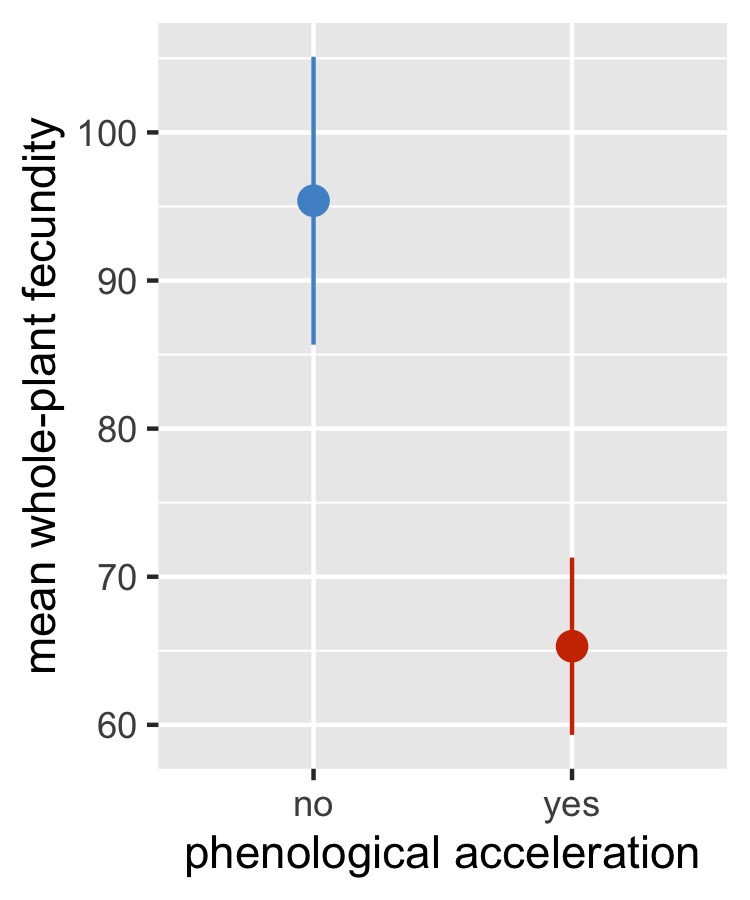 mean whole-plant fecundity
100
90
80
70
60
no yes
phenological acceleration